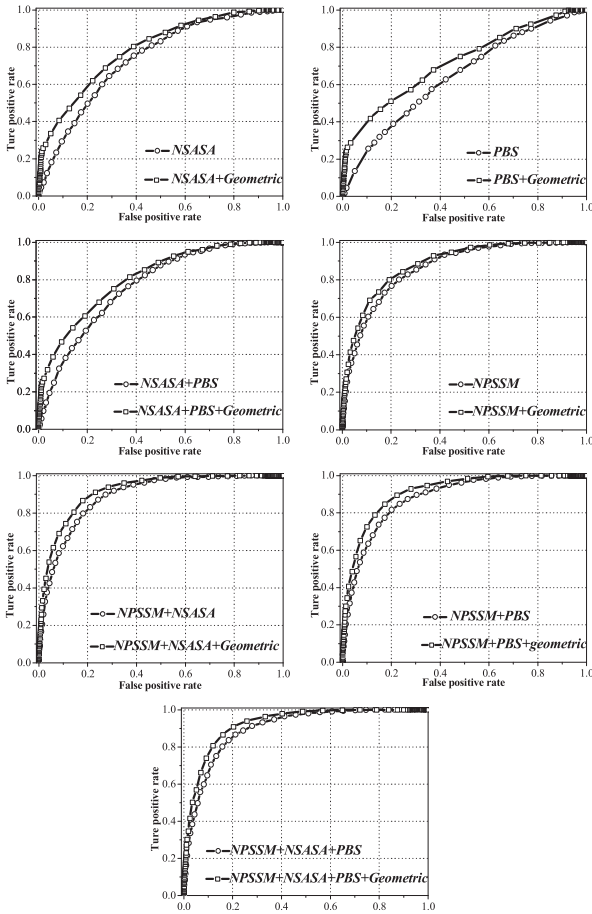 Ture positive rate
1.0
0.8
0.6
0.4
0.2
0.0
NSASA
NSASA+Geometric
0.0 0.2 0.4 0.6 0.8 1.0
False positive rate
Ture positive rate
1.0
0.8
0.6
0.4
0.2
0.0
PBS
PBS+Geometric
0.0 0.2 0.4 0.6 0.8 1.0
False positive rate
Ture positive rate
1.0
0.8
0.6
0.4
0.2
0.0
NSASA+PBS
NSASA+PBS+Geometric
0.0 0.2 0.4 0.6 0.8 1.0
False positive rate
Ture positive rate
1.0
0.8
0.6
0.4
0.2
0.0
NPSSM
NPSSM+Geometric
0.0 0.2 0.4 0.6 0.8 1.0
False positive rate
Ture positive rate
1.0
0.8
0.6
0.4
0.2
0.0
NPSSM+NSASA
NPSSM+NSASA+Geometric
0.0 0.2 0.4 0.6 0.8 1.0
False positive rate
Ture positive rate
1.0
0.8
0.6
0.4
0.2
0.0
NPSSM+PBS
NPSSM+PBS+geometric
0.0 0.2 0.4 0.6 0.8 1.0
False positive rate
Ture positive rate
1.0
0.8
0.6
0.4
0.2
0.0
NPSSM+NSASA+PBS
NPSSM+NSASA+PBS+Geometric
0.0 0.2 0.4 0.6 0.8 1.0